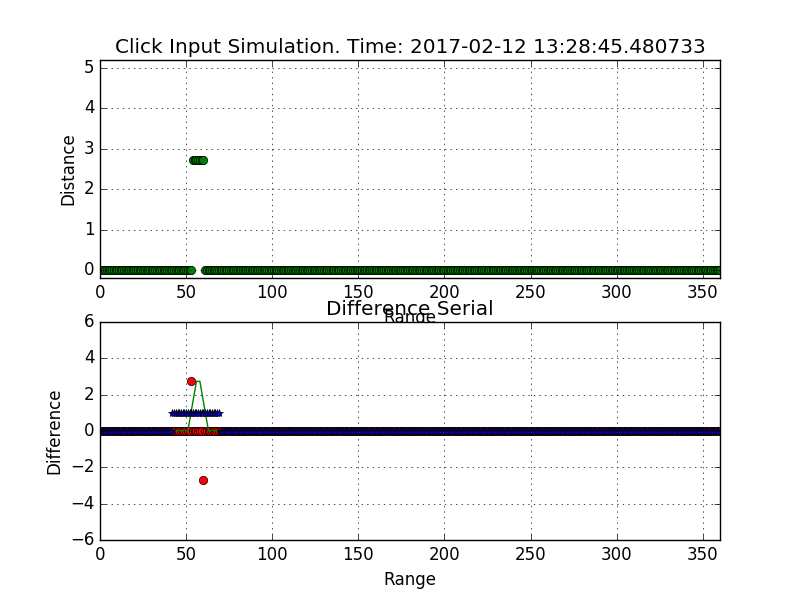 Click Input Simulation. Time: 2017-02-12 13:28:45.480733
5
4
3
2
1
0
Distance
0 50 100 150 200 250 300 350
Range
Difference Serial
6
4
2
0
−2
−4
−6
Difference
0 50 100 150 200 250 300 350
Range